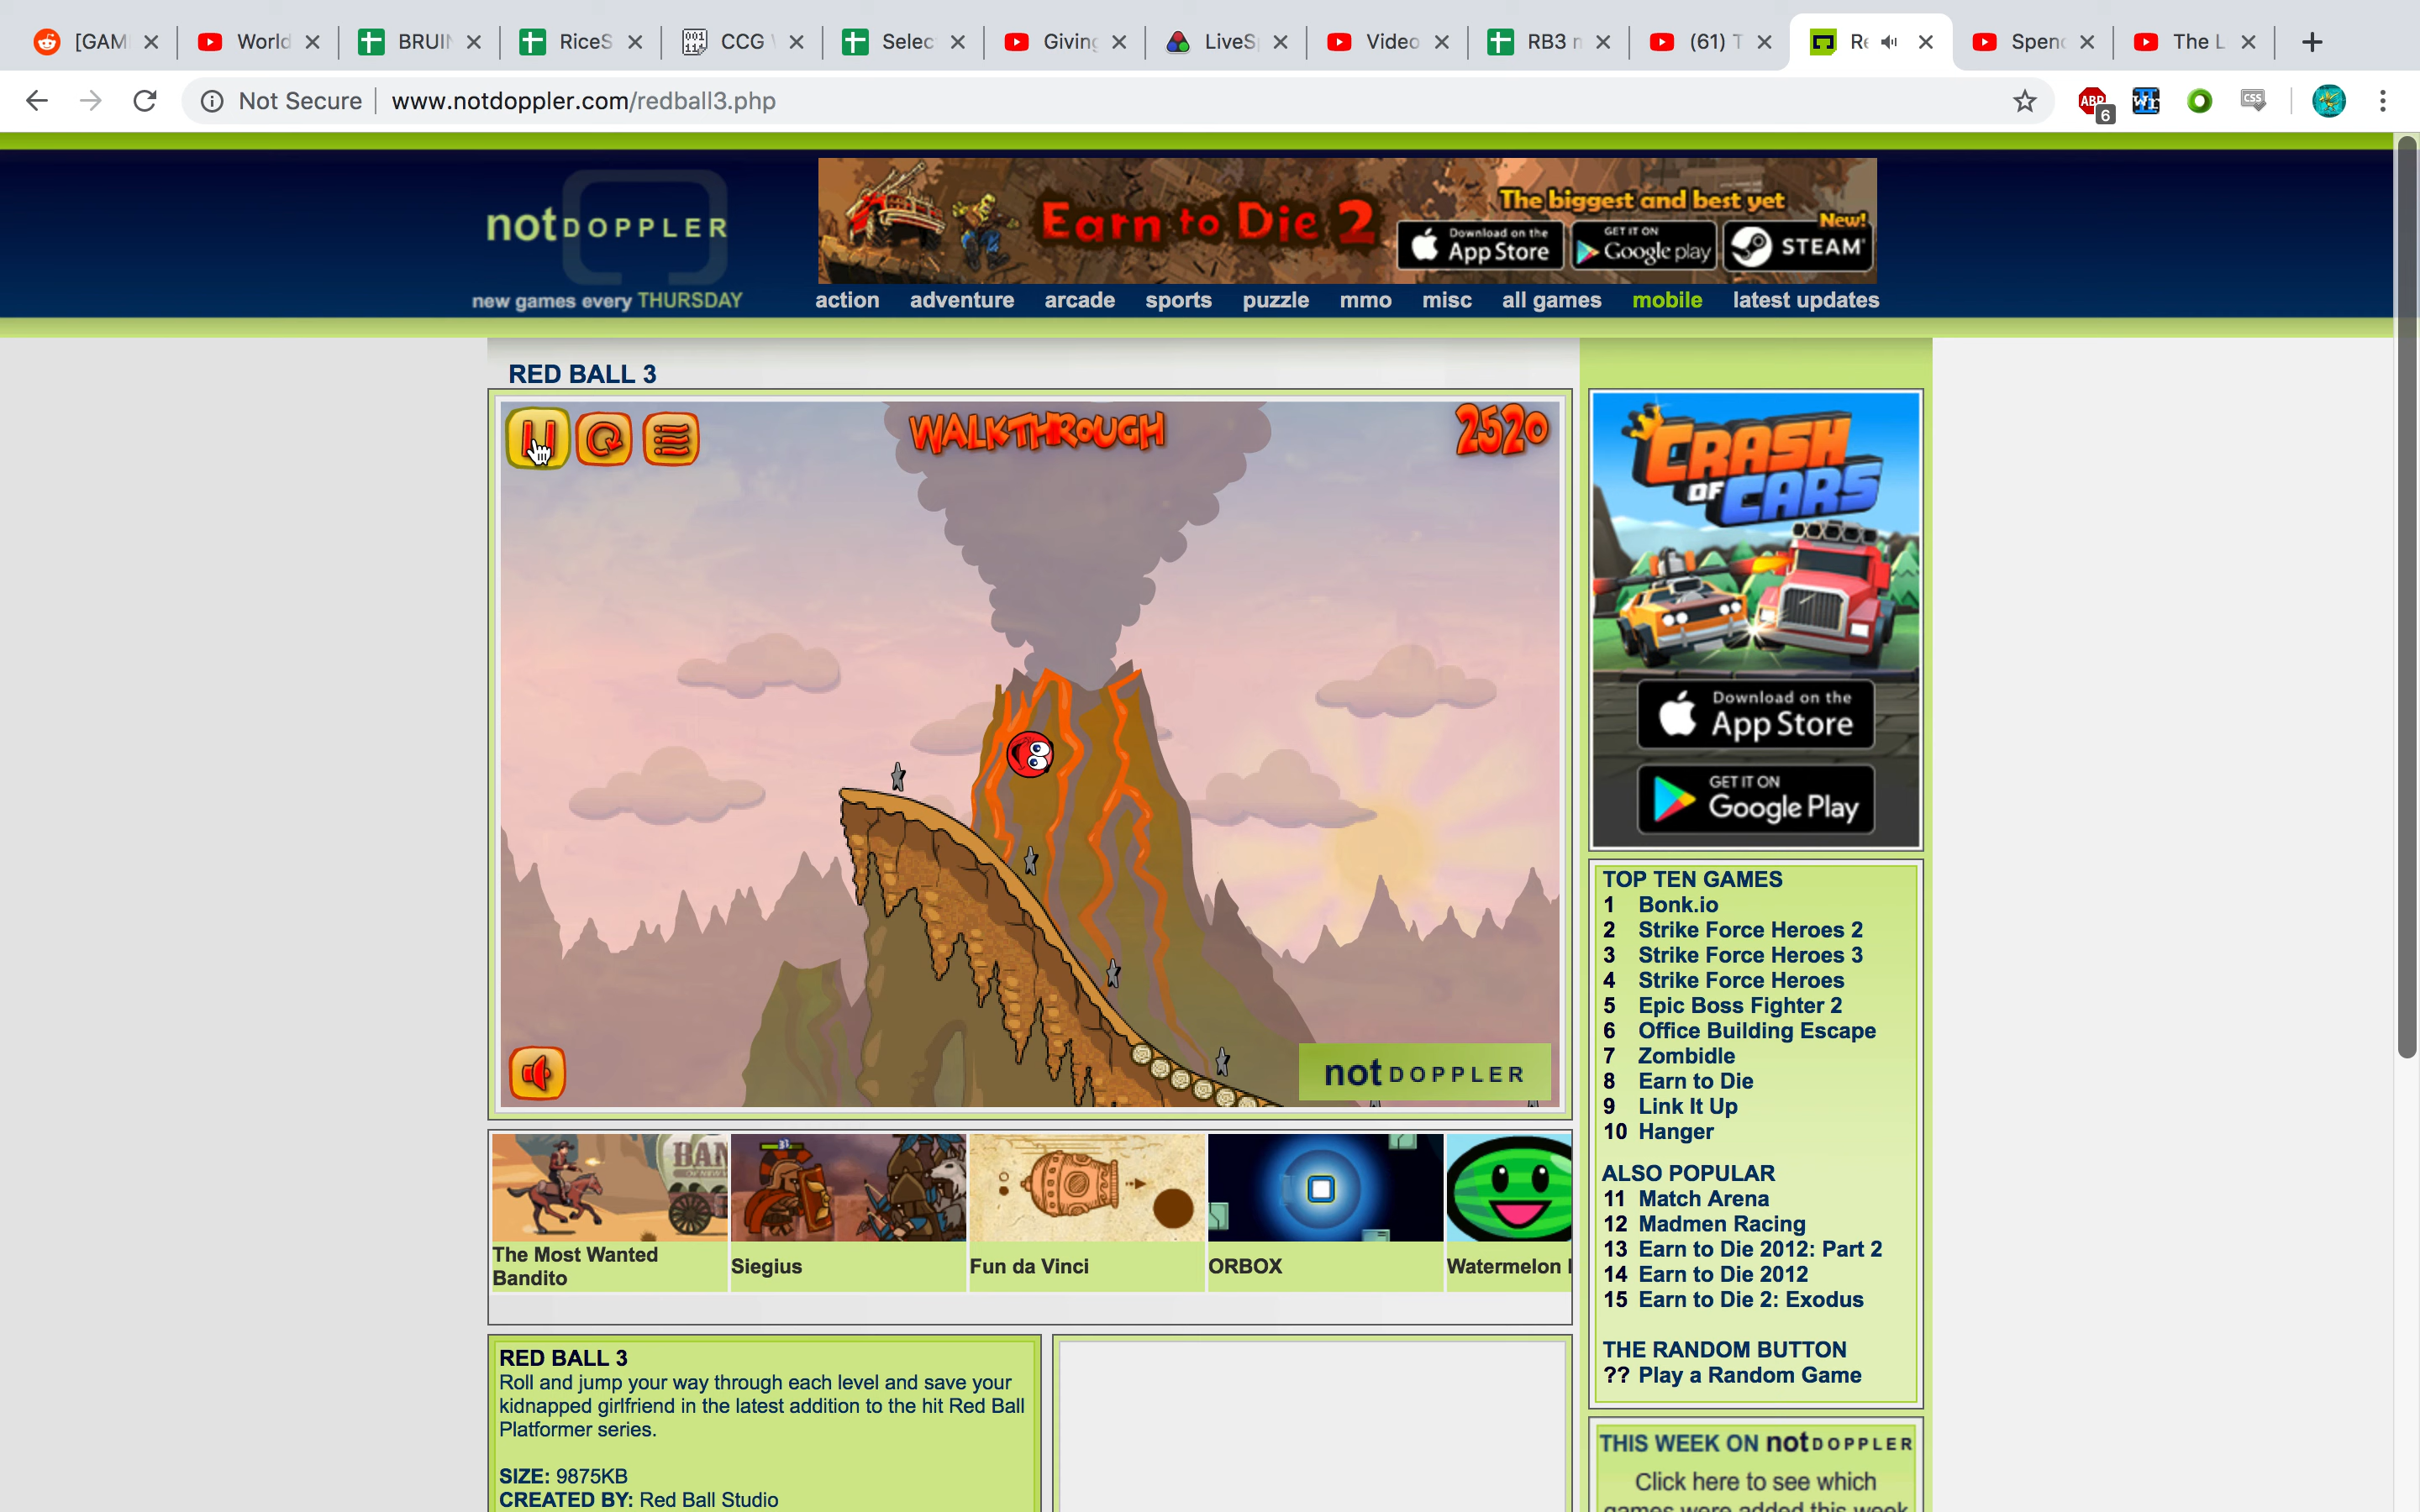 [GAM
World
BRUIN
RiceS
CCG
Selec
Giving
LiveS
Video
RB3
(61) T
Re
Spenc
The L
Not Secure
www.notdoppler.com/redball3.php
ABP
6
CSS
notDOPPLER
new games every THURSDAY
Earn to Die 2
The biggest and best yet
New!
Download on the
App Store
GET IT ON
Google play
STEAM
action adventure arcade sports puzzle mmo misc all games mobile latest updates
RED BALL 3
WALKTHROUGH
2520
notDOPPLER
CRASH
OF
CARS
Download on the
App Store
GET IT ON
Google Play
TOP TEN GAMES
1 Bonk.io
2 Strike Force Heroes 2
3 Strike Force Heroes 3
4 Strike Force Heroes
5 Epic Boss Fighter 2
6 Office Building Escape
7 Zombidle
8 Earn to Die
9 Link It Up
10 Hanger
ALSO POPULAR
11 Match Arena
12 Madmen Racing
13 Earn to Die 2012: Part 2
14 Earn to Die 2012
15 Earn to Die 2: Exodus
THE RANDOM BUTTON
?? Play a Random Game
THIS WEEK ON notDOPPLER
Click here to see which
games were added this week
BAN
The Most Wanted
Bandito
Siegius
Fun da Vinci
ORBOX
Watermelon
RED BALL 3
Roll and jump your way through each level and save your
kidnapped girlfriend in the latest addition to the hit Red Ball
Platformer series.
SIZE: 9875KB
CREATED BY: Red Ball Studio